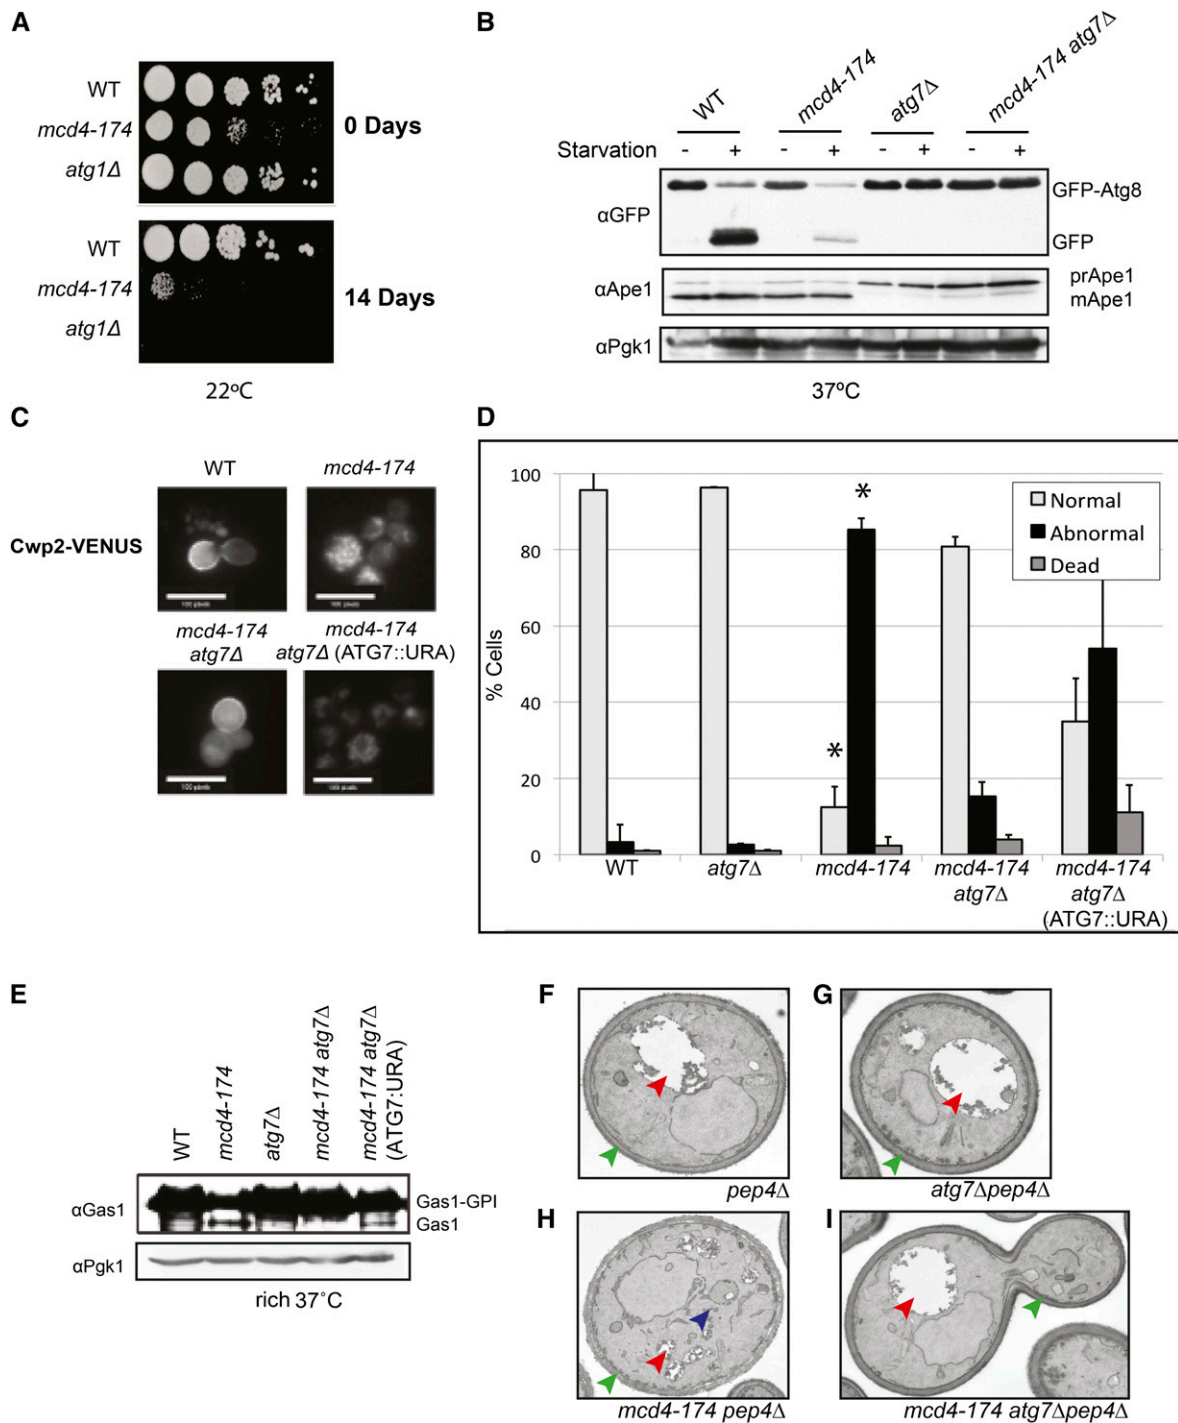 A
WT
mcd4-174
atg1Δ
0 Days
WT
mcd4-174
atg1Δ
14 Days
22ºC
B
WT
mcd4-174
atg7Δ
mcd4-174 atg7Δ
Starvation - + - + - + - +
αGFP
GFP-Atg8
GFP
αApe1
prApe1
mApe1
αPgk1
37ºC
C
WT
mcd4-174
Cwp2-VENUS
100 pixels
mcd4-174
atg7Δ
mcd4-174
atg7Δ (ATG7::URA)
100 pixels
D
% Cells
100
80
60
40
20
0
*
*
Normal
Abnormal
Dead
WT
atg7Δ
mcd4-174
mcd4-174
atg7Δ
mcd4-174
atg7Δ
(ATG7::URA)
E
WT
mcd4-174
atg7Δ
mcd4-174 atg7Δ
mcd4-174 atg7Δ
(ATG7:URA)
αGas1
Gas1-GPI
Gas1
αPgk1
rich 37˚C
F
pep4Δ
G
atg7Δpep4Δ
H
mcd4-174 pep4Δ
I
mcd4-174 atg7Δpep4Δ